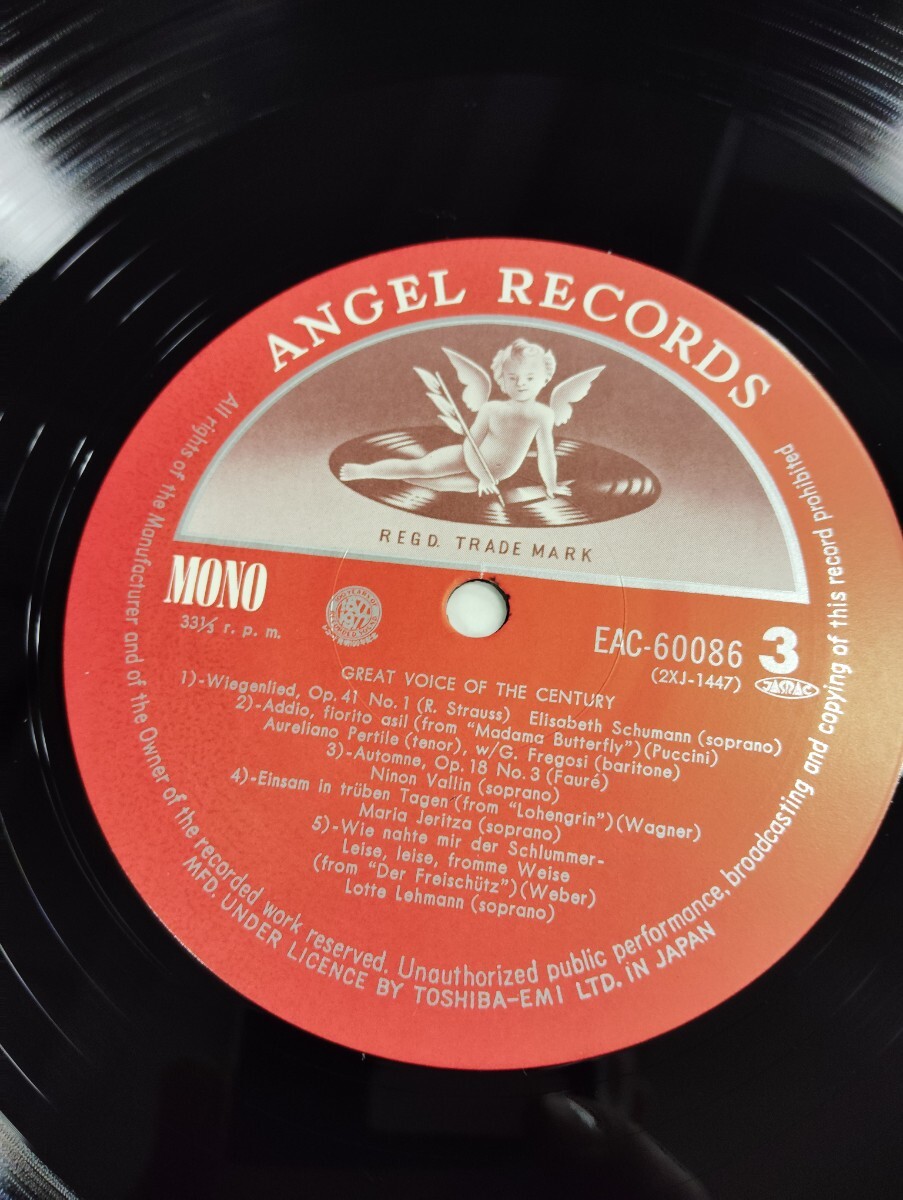 ANGEL RECORDS
REGD. TRADE MARK
MONO
33⅓ r. p. m.
1877 1977
EAC-60086 3
(2XJ-1447) JASRAC
GREAT VOICE OF THE CENTURY
1)-Wiegenlied, Op. 41 No. 1 (R. Strauss) Elisabeth Schumann (soprano)
2)-Addio, fiorito asil (from "Madama Butterfly") (Puccini)
Aureliano Pertile (tenor), w/G. Fregosi (baritone)
3)-Automne, Op. 18 No. 3 (Fauré)
Ninon Vallin (soprano)
4)-Einsam in trüben Tagen (from "Lohengrin") (Wagner)
Maria Jeritza (soprano)
5)-Wie nahte mir der Schlummer-
Leise, leise, fromme Weise
(from "Der Freischütz") (Weber)
Lotte Lehmann (soprano)
All rights of the Manufacturer and of the Owner of the recorded work reserved. Unauthorized public performance, broadcasting and copying of this record prohibited
MFD. UNDER LICENCE BY TOSHIBA-EMI LTD. IN JAPAN